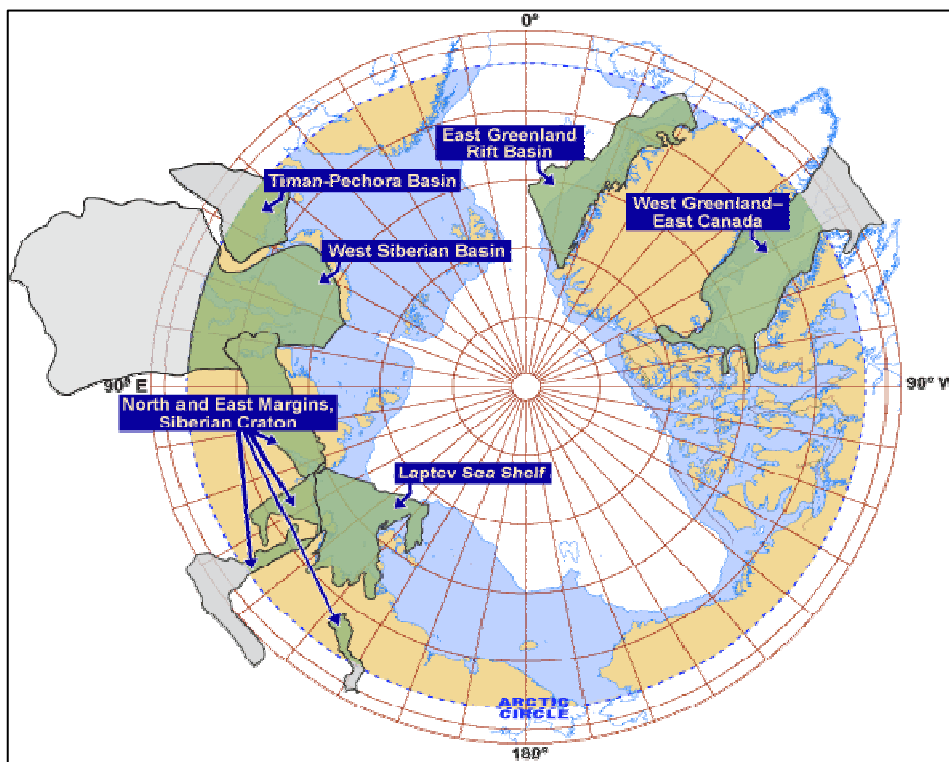 0°
East Greenland
Rift Basin
Timan-Pechora Basin
West Greenland–
East Canada
West Siberian Basin
90° E
90° W
North and East Margins,
Siberian Craton
Laptev Sea Shelf
ARCTIC
CIRCLE
180°